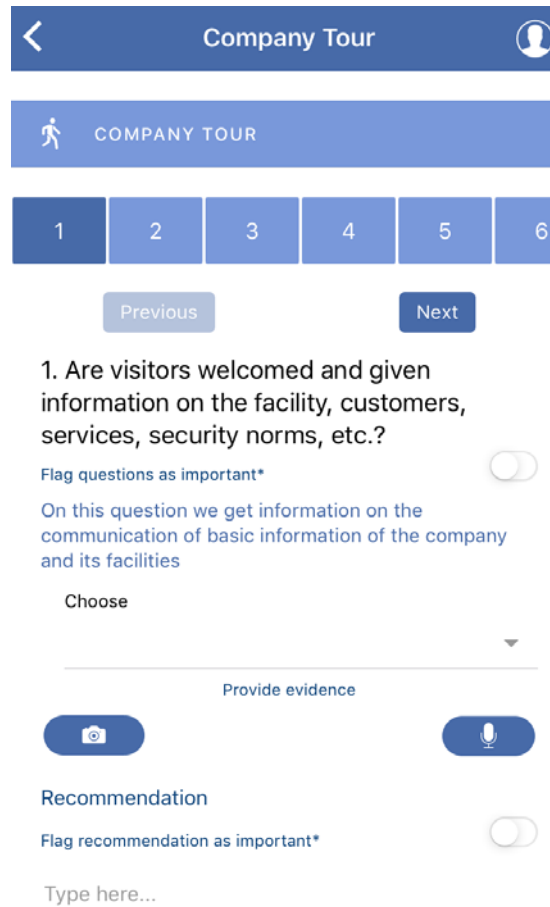 Company Tour
COMPANY TOUR
1 2 3 4 5 6
Previous Next
1. Are visitors welcomed and given
information on the facility, customers,
services, security norms, etc.?
Flag questions as important*
On this question we get information on the
communication of basic information of the company
and its facilities
Choose
Provide evidence
Recommendation
Flag recommendation as important*
Type here...